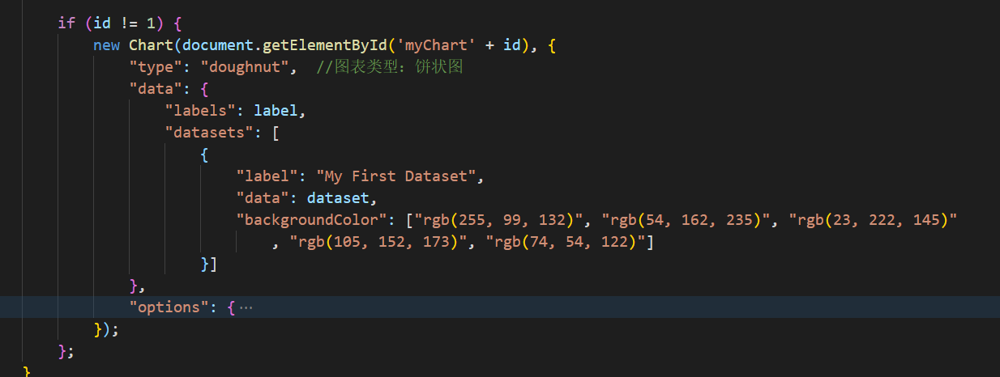 if (id != 1) {
new Chart(document.getElementById('myChart' + id), {
"type": "doughnut",  //图表类型：饼状图
"data": {
"labels": label,
"datasets": [
{
"label": "My First Dataset",
"data": dataset,
"backgroundColor": ["rgb(255, 99, 132)", "rgb(54, 162, 235)", "rgb(23, 222, 145)"
, "rgb(105, 152, 173)", "rgb(74, 54, 122)"]
}]
},
"options": {⋯
});
};
}